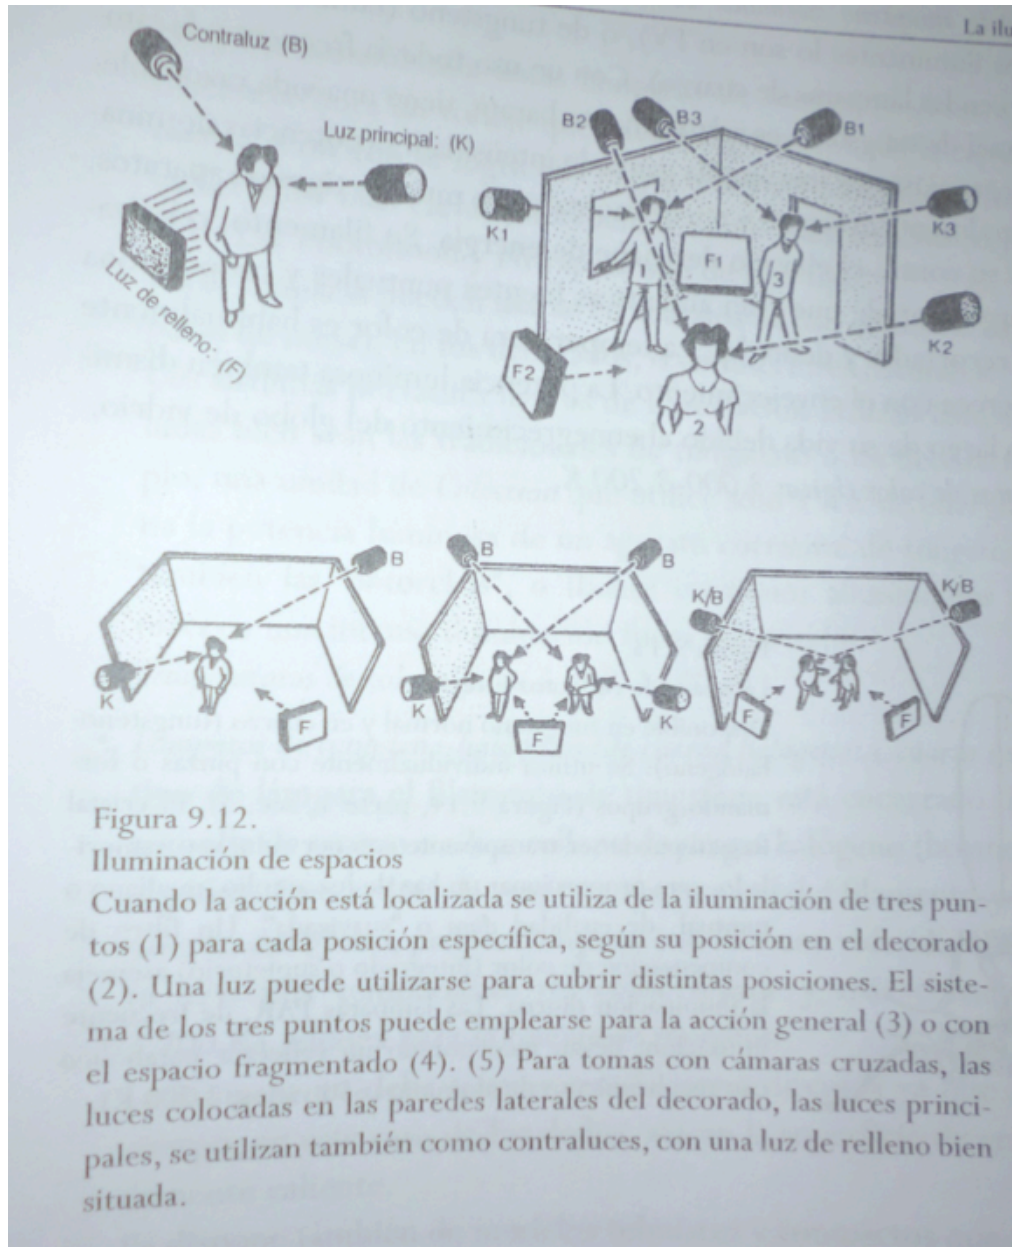 La ilu
Contraluz (B)
Luz principal: (K)
Luz de relleno: (F)
B2
B3
B1
K1
K3
F1
1
3
K2
F2
2
B
K
F
B
B
K
K
F
K/B
K/B
F
F
Figura 9.12.
Iluminación de espacios
Cuando la acción está localizada se utiliza de la iluminación de tres pun-
tos (1) para cada posición específica, según su posición en el decorado
(2). Una luz puede utilizarse para cubrir distintas posiciones. El siste-
ma de los tres puntos puede emplearse para la acción general (3) o con
el espacio fragmentado (4). (5) Para tomas con cámaras cruzadas, las
luces colocadas en las paredes laterales del decorado, las luces princi-
pales, se utilizan también como contraluces, con una luz de relleno bien
situada.